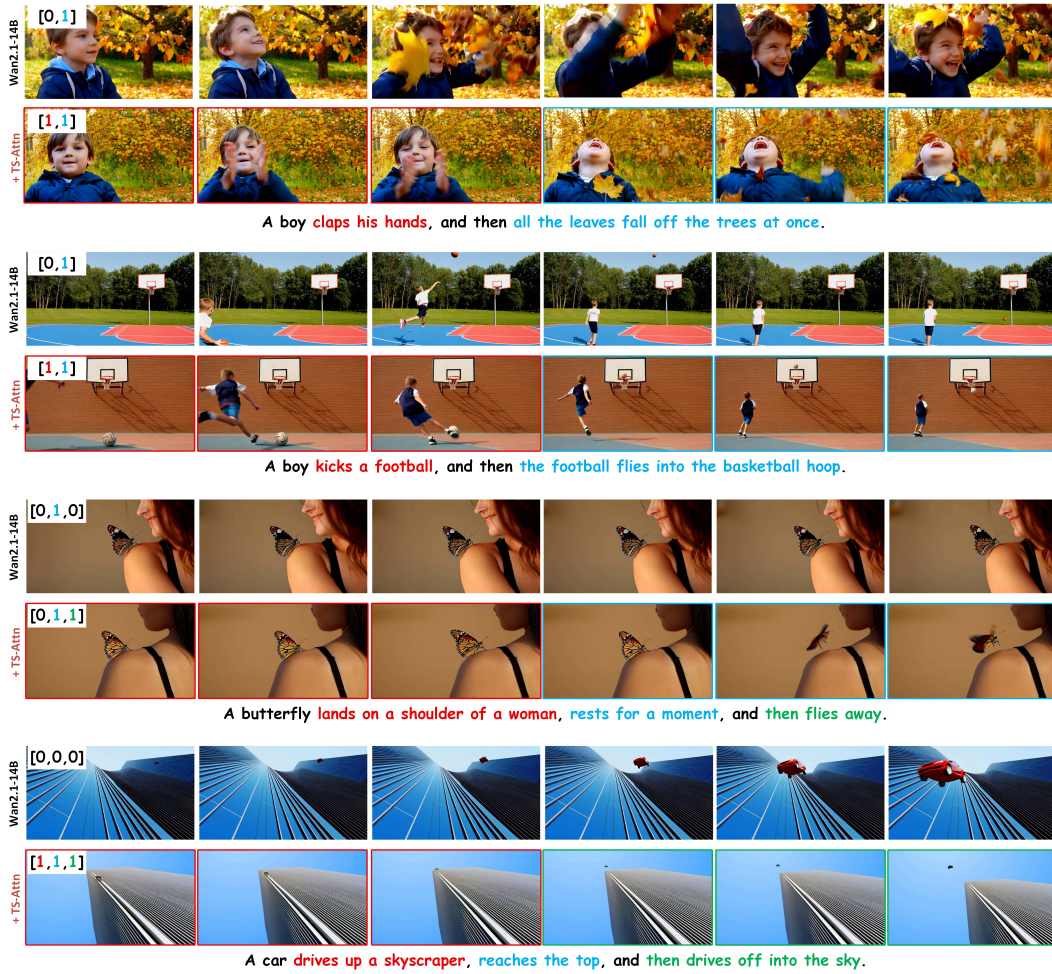 Wan2.1-14B
[0,1]
+ TS-Attn
[1,1]
A boy claps his hands, and then all the leaves fall off the trees at once.
Wan2.1-14B
[0,1]
+ TS-Attn
[1,1]
A boy kicks a football, and then the football flies into the basketball hoop.
Wan2.1-14B
[0,1,0]
+ TS-Attn
[0,1,1]
A butterfly lands on a shoulder of a woman, rests for a moment, and then flies away.
Wan2.1-14B
[0,0,0]
+ TS-Attn
[1,1,1]
A car drives up a skyscraper, reaches the top, and then drives off into the sky.